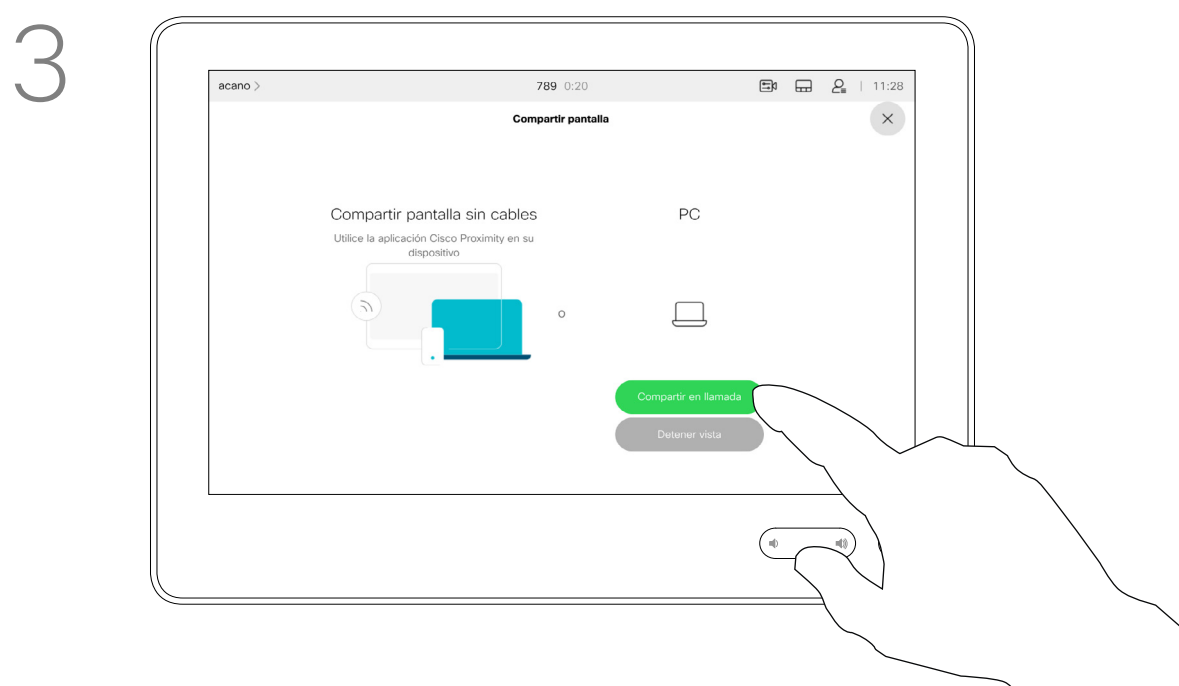 3
acano > 789 0:20 | 11:28
Compartir pantalla
Compartir pantalla sin cables
Utilice la aplicación Cisco Proximity en su
dispositivo
o
PC
Compartir en llamada
Detener vista